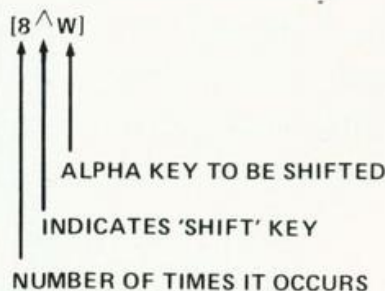 [8^W]
ALPHA KEY TO BE SHIFTED
INDICATES 'SHIFT' KEY
NUMBER OF TIMES IT OCCURS